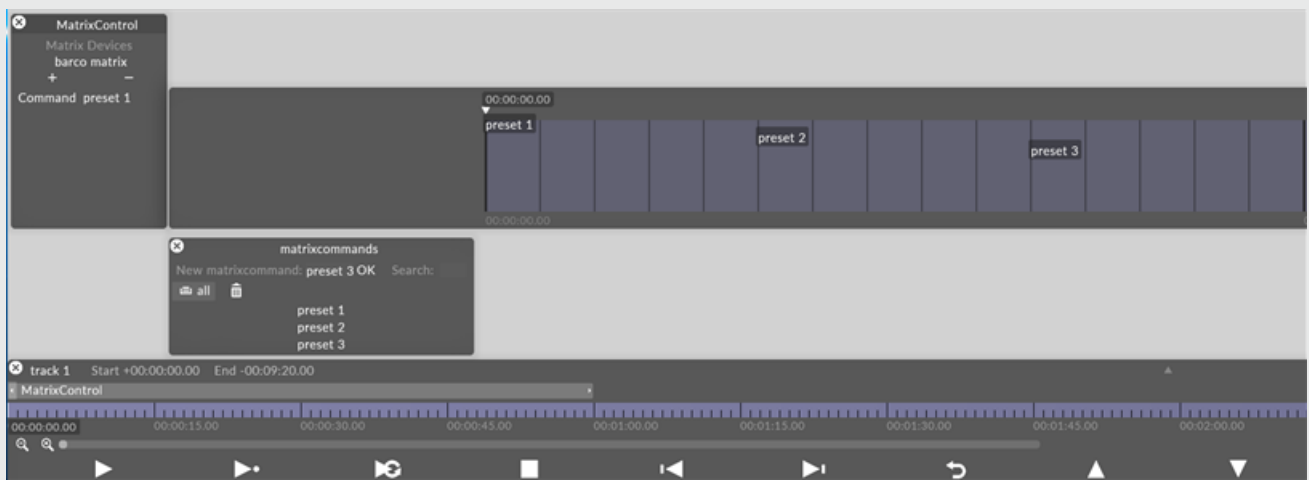 MatrixControl
Matrix Devices
barco matrix
+ −
Command preset 1
00:00:00.00
preset 1
preset 2
preset 3
00:00:00.00
matrixcommands
New matrixcommand: preset 3 OK Search:
all
preset 1
preset 2
preset 3
track 1 Start +00:00:00.00 End -00:09:20.00
MatrixControl
00:00:00.00 00:00:15.00 00:00:30.00 00:00:45.00 00:01:00.00 00:01:15.00 00:01:30.00 00:01:45.00 00:02:00.00